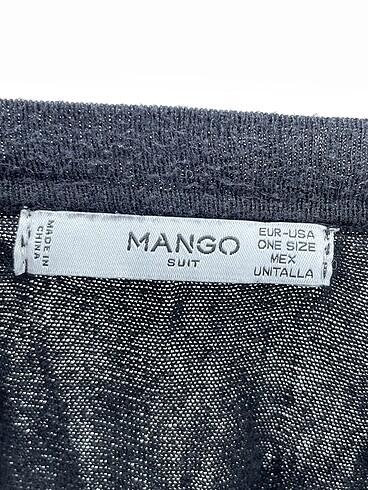 MADE IN
CHINA
MANGO
SUIT
EUR-USA
ONE SIZE
MEX
UNITALLA